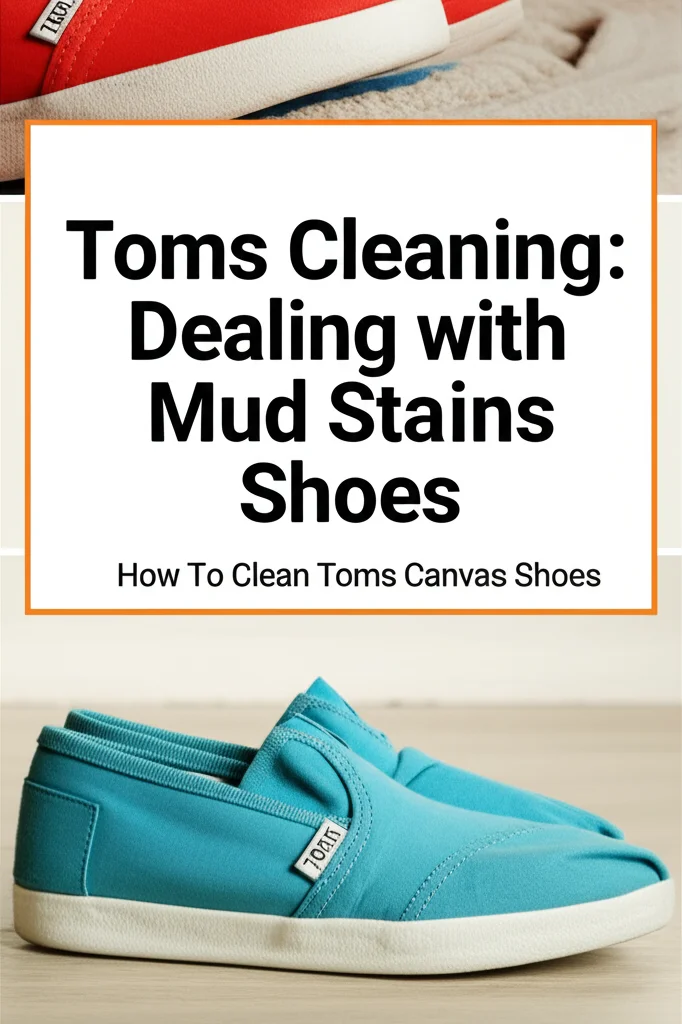 Toms Cleaning:
Dealing with
Mud Stains
Shoes
How To Clean Toms Canvas Shoes